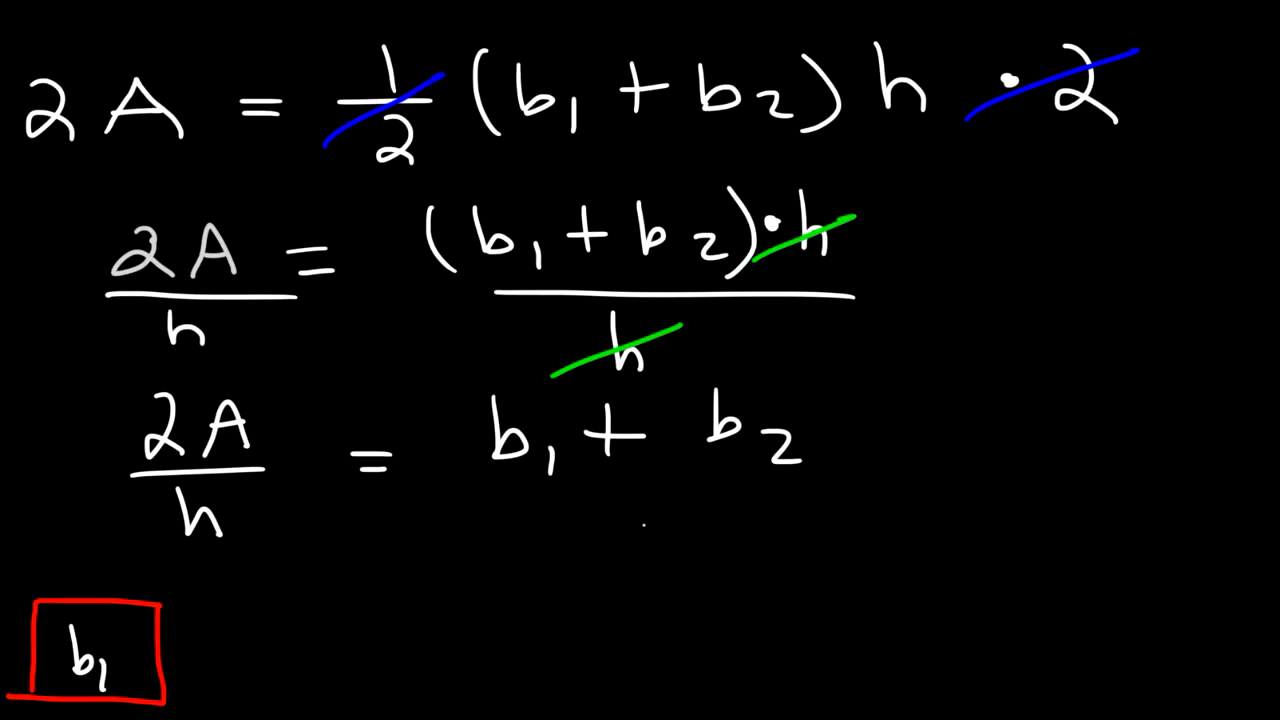 2A = 1/2 (b₁ + b₂) h · 2
2A/h = (b₁ + b₂) · h/h
2A/h = b₁ + b₂
b₁